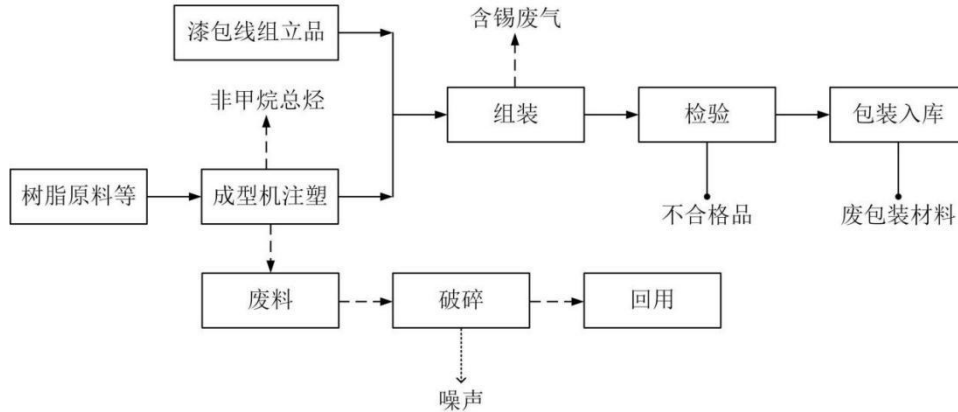 含锡废气
漆包线组立品
非甲烷总烃
组装
检验
包装入库
树脂原料等
成型机注塑
不合格品
废包装材料
废料
破碎
回用
噪声